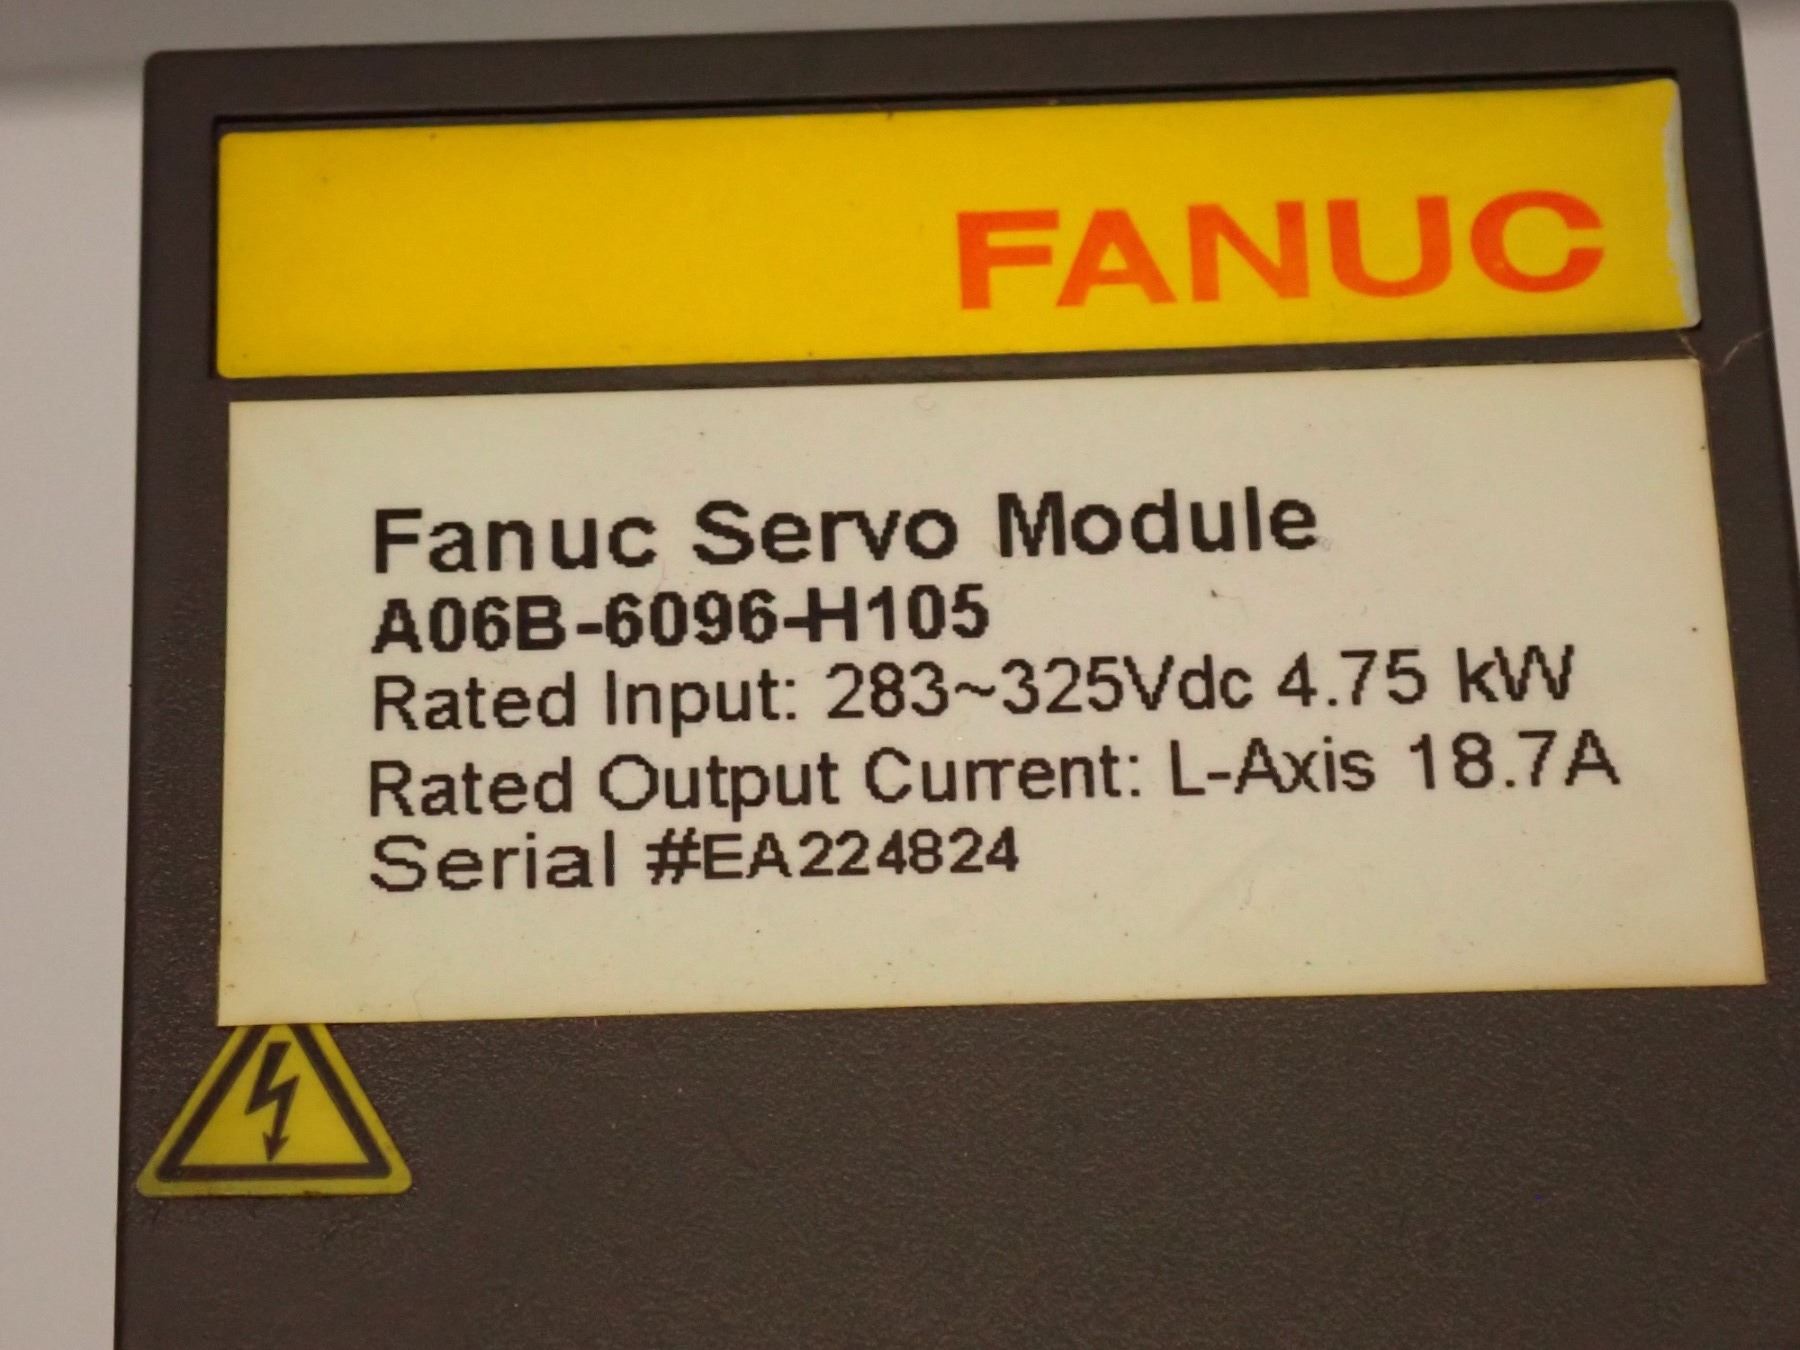 FANUC
Fanuc Servo Module
A06B-6096-H105
Rated Input: 283~325Vdc 4.75 kW
Rated Output Current: L-Axis 18.7A
Serial #EA224824